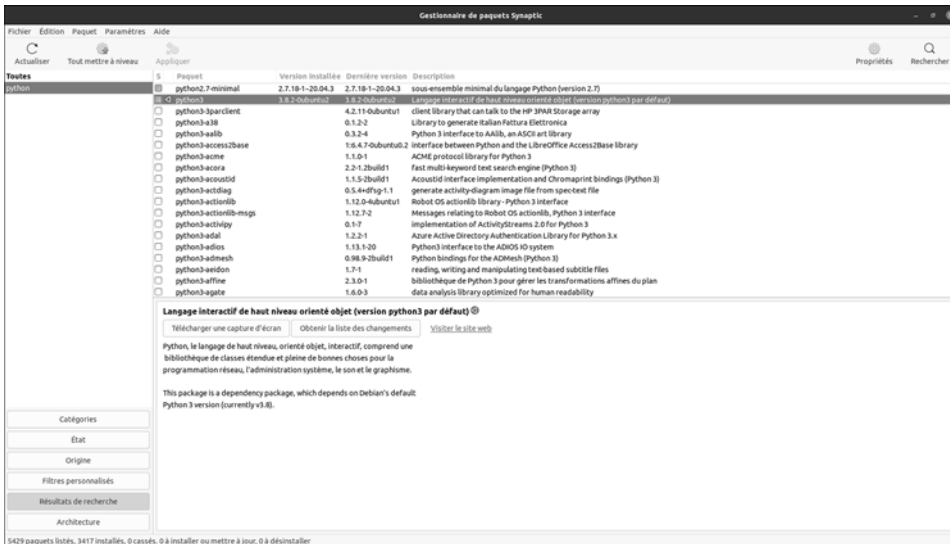 Gestionnaire de paquets Synaptic
Fichier Édition Paquet Paramètres Aide
Actualiser Tout mettre à niveau Appliquer Propriétés Rechercher
Toutes
python
S Paquet Version installée Dernière version Description
python2.7-minimal 2.7.18-1~20.04.3 2.7.18-1~20.04.3 sous-ensemble minimal du langage Python (version 2.7)
python3 3.8.2-0ubuntu2 3.8.2-0ubuntu2 Langage interactif de haut niveau orienté objet (version python3 par défaut)
python3-3parclient 4.2.11-0ubuntu1 client library that can talk to the HP 3PAR Storage array
python3-a38 0.1.2-2 Library to generate Italian Fattura Elettronica
python3-aalib 0.3.2-4 Python 3 interface to AAlib, an ASCII art library
python3-access2base 1:6.4.7-0ubuntu0.2 interface between Python and the LibreOffice Access2Base library
python3-acme 1.1.0-1 ACME protocol library for Python 3
python3-acora 2.2-1.2build1 fast multi-keyword text search engine (Python 3)
python3-acoustid 1.1.5-2build1 Acoustid interface implementation and Chromaprint bindings (Python 3)
python3-actdiag 0.5.4+dfsg-1.1 generate activity-diagram image file from spec-text file
python3-actionlib 1.12.0-4ubuntu1 Robot OS actionlib library - Python 3 interface
python3-actionlib-msgs 1.12.7-2 Messages relating to Robot OS actionlib, Python 3 interface
python3-activipy 0.1-7 implementation of ActivityStreams 2.0 for Python 3
python3-adal 1.2.2-1 Azure Active Directory Authentication Library for Python 3.x
python3-adios 1.13.1-20 Python3 interface to the ADIOS IO system
python3-admesh 0.98.9-2build1 Python bindings for the ADMesh (Python 3)
python3-aeidon 1.7-1 reading, writing and manipulating text-based subtitle files
python3-affine 2.3.0-1 bibliothèque de Python 3 pour gérer les transformations affines du plan
python3-agate 1.6.0-3 data analysis library optimized for human readability
Langage interactif de haut niveau orienté objet (version python3 par défaut)
Télécharger une capture d'écran Obtenir la liste des changements Visiter le site web
Python, le langage de haut niveau, orienté objet, interactif, comprend une
bibliothèque de classes étendue et pleine de bonnes choses pour la
programmation réseau, l'administration système, le son et le graphisme.
This package is a dependency package, which depends on Debian's default
Python 3 version (currently v3.8).
Catégories
État
Origine
Filtres personnalisés
Résultats de recherche
Architecture
5429 paquets listés, 3417 installés, 0 cassés. 0 à installer ou mettre à jour, 0 à désinstaller